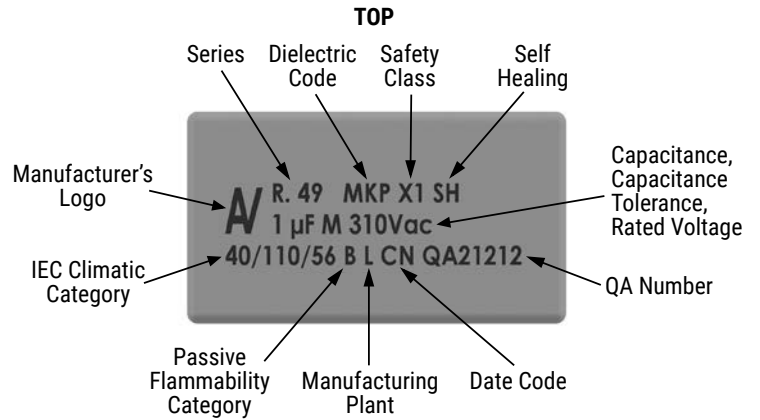 TOP
Series
Dielectric
Code
Safety
Class
Self
Healing
Manufacturer's
Logo
R. 49 MKP X1 SH
1 µF M 310Vac
40/110/56 B L CN QA21212
Capacitance,
Capacitance
Tolerance,
Rated Voltage
IEC Climatic
Category
QA Number
Passive
Flammability
Category
Manufacturing
Plant
Date Code